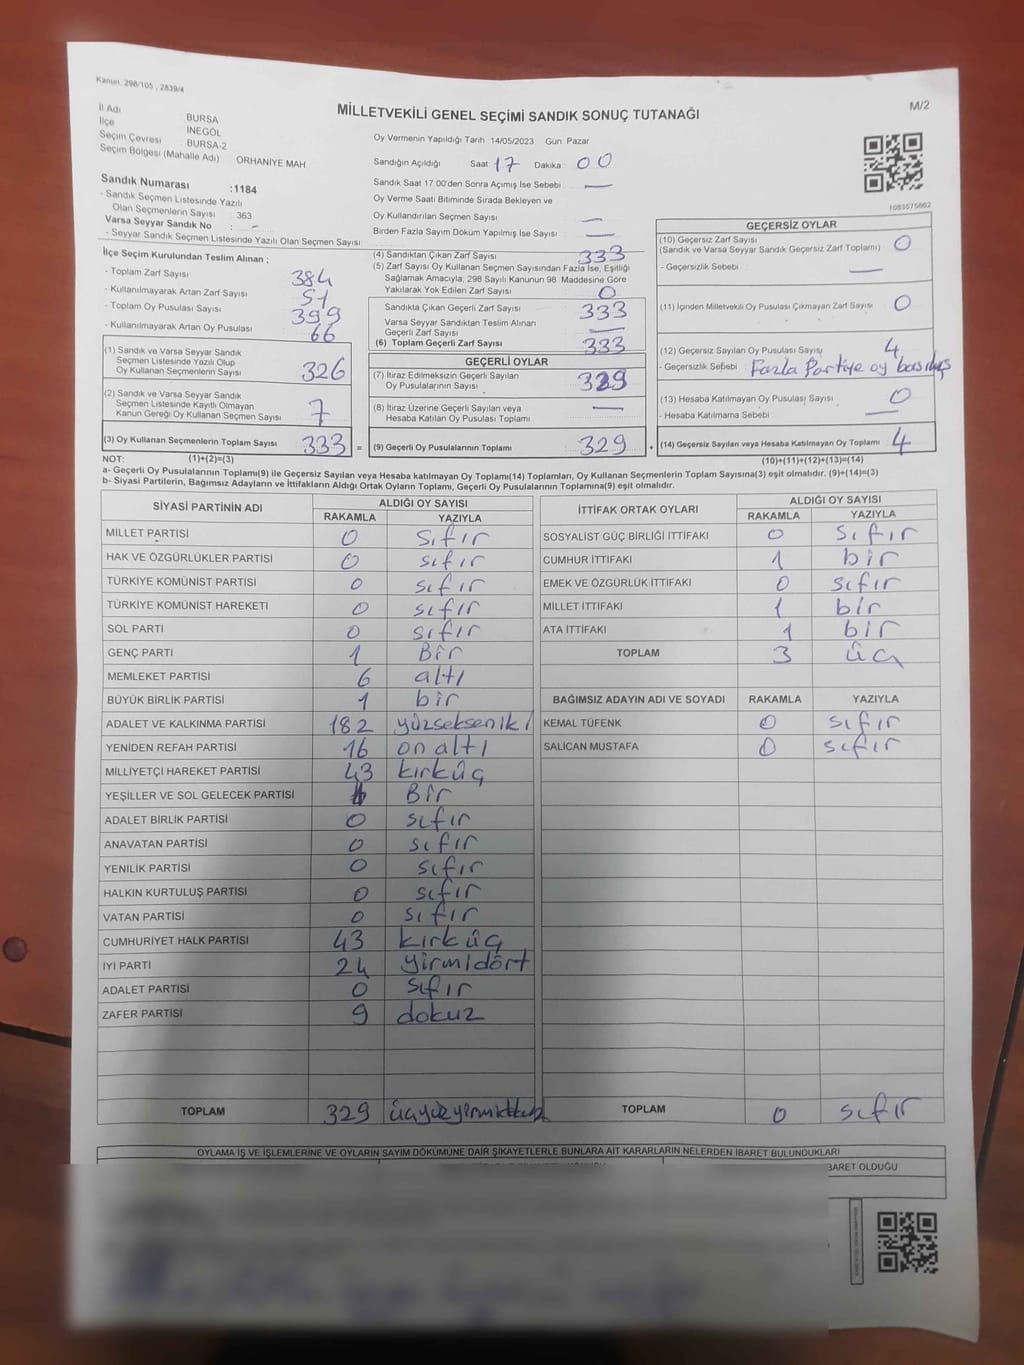 Kanun, 298/105 , 2839/4
M/2
MİLLETVEKİLİ GENEL SEÇİMİ SANDIK SONUÇ TUTANAĞI
İl Adı BURSA
İlçe İNEGÖL
Seçim Çevresi BURSA-2
Seçim Bölgesi (Mahalle Adı) ORHANİYE MAH.
Sandık Numarası :1184
- Sandık Seçmen Listesinde Yazılı
Olan Seçmenlerin Sayısı : 363
Varsa Seyyar Sandık No : -
- Seyyar Sandık Seçmen Listesinde Yazılı Olan Seçmen Sayısı
Oy Vermenin Yapıldığı Tarih : 14/05/2023 Gün : Pazar
Sandığın Açıldığı Saat : 17 Dakika : 00
Sandık Saat 17.00'den Sonra Açımış İse Sebebi —
Oy Verme Saati Bitiminde Sırada Bekleyen ve
Oy Kullandırılan Seçmen Sayısı —
Birden Fazla Sayım Döküm Yapılmış İse Sebebi —
1083575862
İlçe Seçim Kurulundan Teslim Alınan ;
- Toplam Zarf Sayısı 384
- Kullanılmayarak Artan Zarf Sayısı 51
- Toplam Oy Pusulası Sayısı 399
- Kullanılmayarak Artan Oy Pusulası 66
(1) Sandık ve Varsa Seyyar Sandık
Seçmen Listesinde Yazılı Olup
Oy Kullanan Seçmenlerin Sayısı 326
(2) Sandık ve Varsa Seyyar Sandık
Seçmen Listesinde Kayıtlı Olmayan
Kanun Gereği Oy Kullanan Seçmen Sayısı 7
(3) Oy Kullanan Seçmenlerin Toplam Sayısı 333 =
(4) Sandıktan Çıkan Zarf Sayısı 333
(5) Zarf Sayısı Oy Kullanan Seçmen Sayısından Fazla İse, Eşitliği
Sağlamak Amacıyla, 298 Sayılı Kanunun 98. Maddesine Göre
Yakılarak Yok Edilen Zarf Sayısı 0
Sandıkta Çıkan Geçerli Zarf Sayısı 333
Varsa Seyyar Sandıktan Teslim Alınan
Geçerli Zarf Sayısı —
(6) Toplam Geçerli Zarf Sayısı 333
GEÇERLİ OYLAR
(7) İtiraz Edilmeksizin Geçerli Sayılan
Oy Pusulalarının Sayısı 329
(8) İtiraz Üzerine Geçerli Sayılan veya
Hesaba Katılan Oy Pusulası Toplamı —
(9) Geçerli Oy Pusulalarının Toplamı 329 +
GEÇERSİZ OYLAR
(10) Geçersiz Zarf Sayısı
(Sandık ve Varsa Seyyar Sandık Geçersiz Zarf Toplamı) 0
- Geçersizlik Sebebi —
(11) İçinden Milletvekili Oy Pusulası Çıkmayan Zarf Sayısı 0
(12) Geçersiz Sayılan Oy Pusulası Sayısı 4
- Geçersizlik Sebebi Fazla Partiye oy basılmış
(13) Hesaba Katılmayan Oy Pusulası Sayısı 0
- Hesaba Katılmama Sebebi —
(14) Geçersiz Sayılan veya Hesaba Katılmayan Oy Toplamı 4
NOT: (1)+(2)=(3) (10)+(11)+(12)+(13)=(14)
a- Geçerli Oy Pusulalarının Toplamı(9) ile Geçersiz Sayılan veya Hesaba katılmayan Oy Toplamı(14) Toplamları, Oy Kullanan Seçmenlerin Toplam Sayısına(3) eşit olmalıdır. (9)+(14)=(3)
b- Siyasi Partilerin, Bağımsız Adayların ve İttifakların Aldığı Ortak Oyların Toplamı, Geçerli Oy Pusulalarının Toplamına(9) eşit olmalıdır.
SİYASİ PARTİNİN ADI ALDIĞI OY SAYISI
RAKAMLA YAZIYLA
MİLLET PARTİSİ 0 sıfır
HAK VE ÖZGÜRLÜKLER PARTİSİ 0 sıfır
TÜRKİYE KOMÜNİST PARTİSİ 0 sıfır
TÜRKİYE KOMÜNİST HAREKETİ 0 sıfır
SOL PARTİ 0 sıfır
GENÇ PARTİ 1 Bir
MEMLEKET PARTİSİ 6 altı
BÜYÜK BİRLİK PARTİSİ 1 bir
ADALET VE KALKINMA PARTİSİ 182 yüzsekseniki
YENİDEN REFAH PARTİSİ 16 on altı
MİLLİYETÇİ HAREKET PARTİSİ 43 kırküç
YEŞİLLER VE SOL GELECEK PARTİSİ 1 Bir
ADALET BİRLİK PARTİSİ 0 sıfır
ANAVATAN PARTİSİ 0 sıfır
YENİLİK PARTİSİ 0 sıfır
HALKIN KURTULUŞ PARTİSİ 0 sıfır
VATAN PARTİSİ 0 sıfır
CUMHURİYET HALK PARTİSİ 43 kırküç
İYİ PARTİ 24 yirmidört
ADALET PARTİSİ 0 sıfır
ZAFER PARTİSİ 9 dokuz
TOPLAM 329 üçyüzyirmidokuz
İTTİFAK ORTAK OYLARI ALDIĞI OY SAYISI
RAKAMLA YAZIYLA
SOSYALİST GÜÇ BİRLİĞİ İTTİFAKI 0 sıfır
CUMHUR İTTİFAKI 1 bir
EMEK VE ÖZGÜRLÜK İTTİFAKI 0 sıfır
MİLLET İTTİFAKI 1 bir
ATA İTTİFAKI 1 bir
TOPLAM 3 üç
BAĞIMSIZ ADAYIN ADI VE SOYADI RAKAMLA YAZIYLA
KEMAL TÜFENK 0 sıfır
SALİCAN MUSTAFA 0 sıfır
TOPLAM 0 sıfır
OYLAMA İŞ VE İŞLEMLERİNE VE OYLARIN SAYIM DÖKÜMÜNE DAİR ŞİKAYETLERLE BUNLARA AİT KARARLARIN NELERDEN İBARET BULUNDUKLARI
BARET OLDUĞU